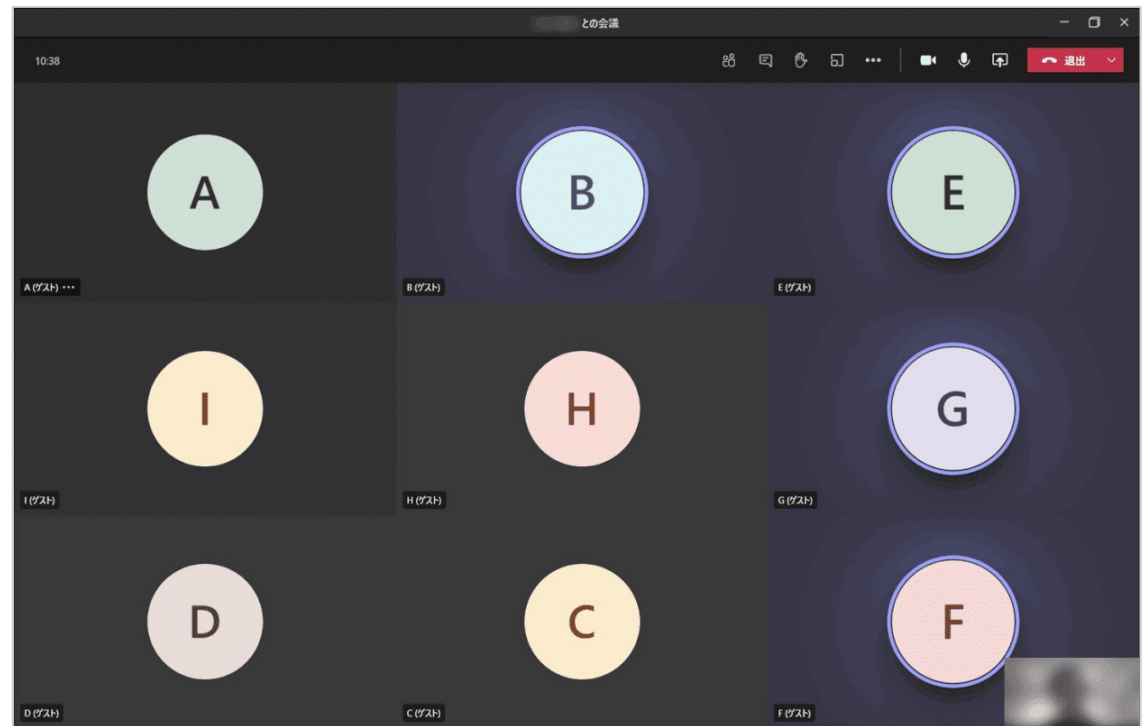 との会議
10:38
退出
A
B
E
A (ゲスト) •••
B (ゲスト)
E (ゲスト)
I
H
G
I (ゲスト)
H (ゲスト)
G (ゲスト)
D
C
F
D (ゲスト)
C (ゲスト)
F (ゲスト)